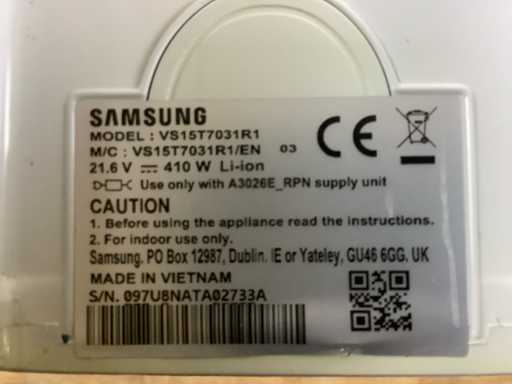 SAMSUNG
MODEL : VS15T7031R1
M/C : VS15T7031R1/EN 03
21.6 V ⎓ 410 W Li-ion
Use only with A3026E_RPN supply unit
CAUTION
1. Before using the appliance read the instructions.
2. For indoor use only.
Samsung. PO Box 12987, Dublin. IE or Yateley, GU46 6GG, UK
MADE IN VIETNAM
S/N. 097U8NATA02733A
CE